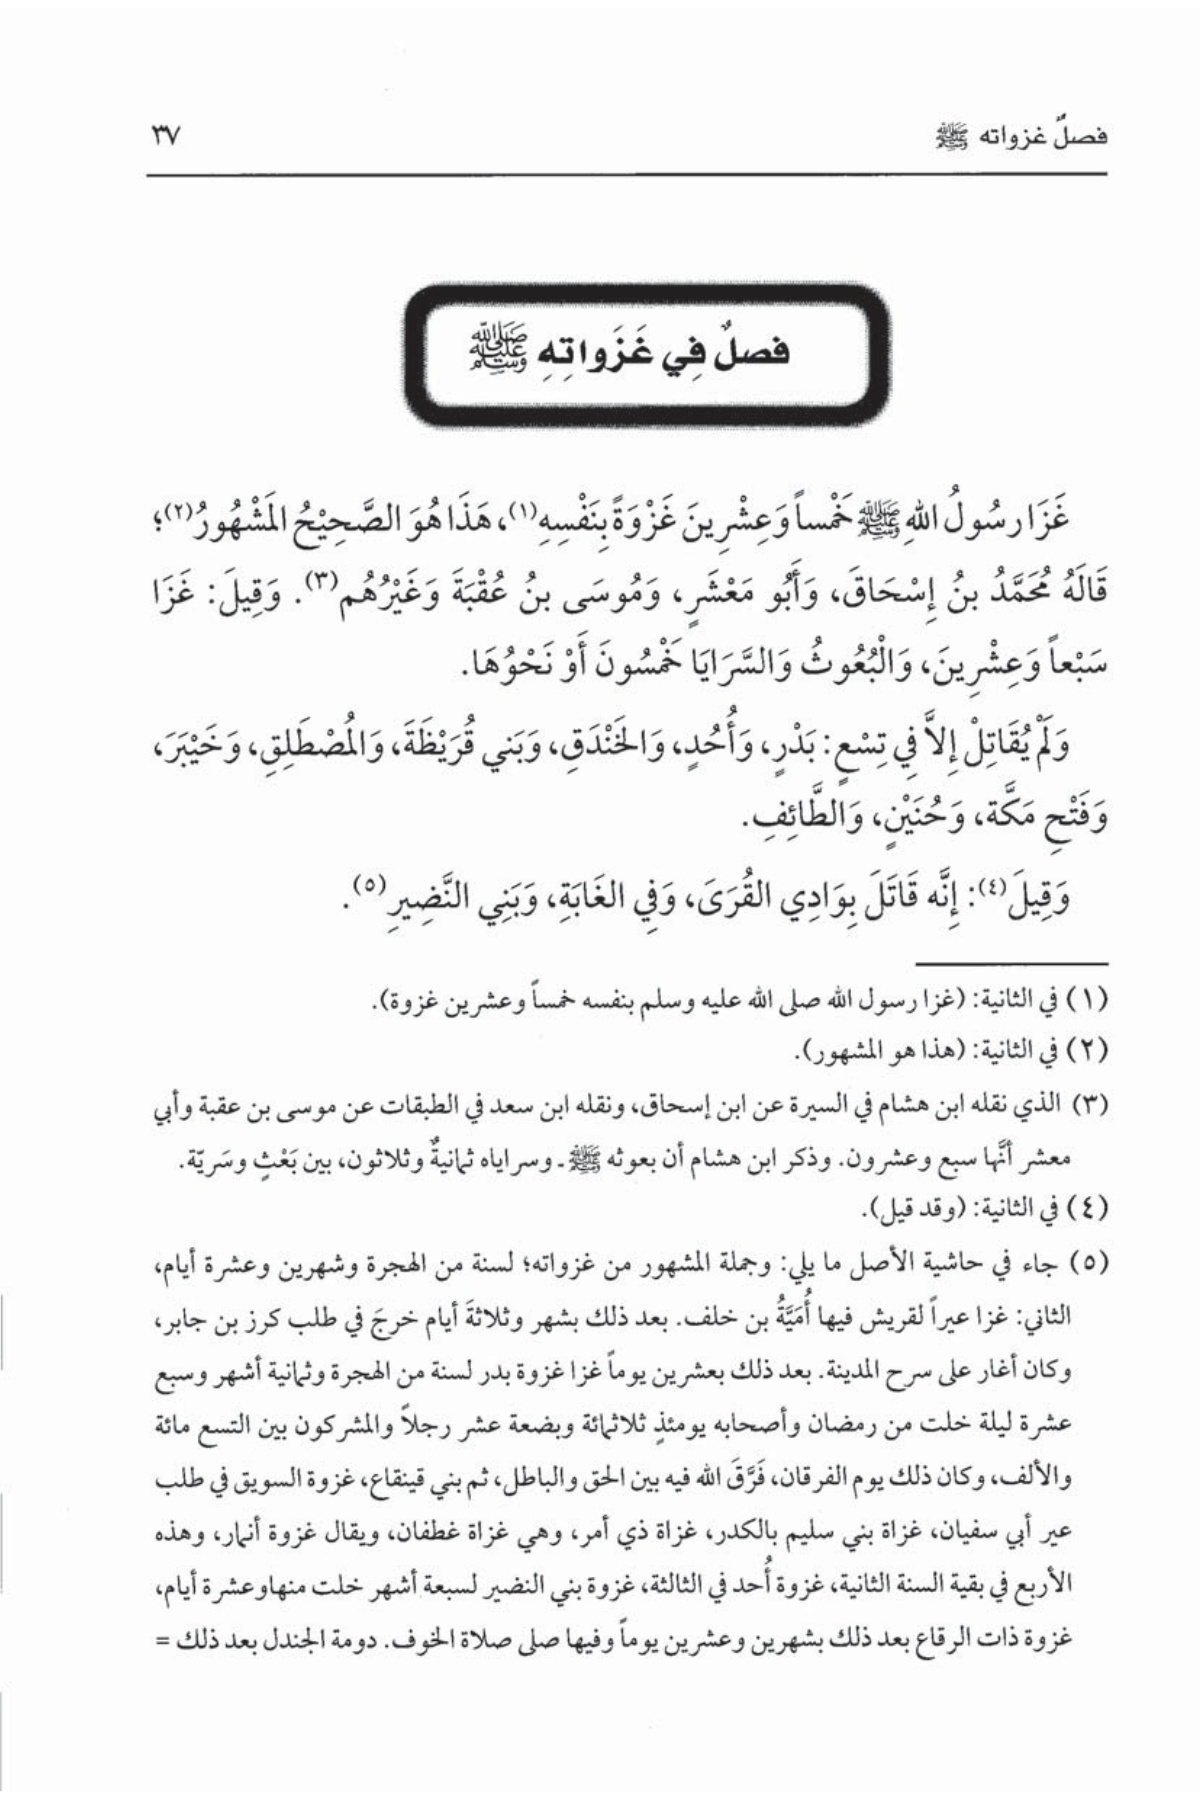 فصلٌ غزواته ﷺ ٣٧
فصلٌ فِي غَزَواتِهِ ﷺ
غَزَا رسُولُ اللهِ ﷺ خَمْساً وَعِشْرِينَ غَزْوَةً بِنَفْسِهِ(١)، هَذَا هُوَ الصَّحِيْحُ المَشْهُورُ(٢)؛
قَالَهُ مُحَمَّدُ بنُ إِسْحَاقَ، وَأَبُو مَعْشَرٍ، وَمُوسَى بنُ عُقْبَةَ وَغَيْرُهُم(٣). وَقِيلَ: غَزَا
سَبْعاً وَعِشْرِينَ، وَالْبُعُوثُ وَالسَّرَايَا خَمْسُونَ أَوْ نَحْوُهَا.
وَلَمْ يُقَاتِلْ إِلاَّ فِي تِسْعٍ: بَدْرٍ، وَأُحُدٍ، وَالخَنْدَقِ، وَبَني قُرَيْظَةَ، وَالمُصْطَلِقِ، وَخَيْبَرَ،
وَفَتْحِ مَكَّة، وَحُنَيْنٍ، وَالطَّائِفِ.
وَقِيلَ(٤): إِنَّه قَاتَلَ بِوَادِي القُرَىَ، وَفِي الغَابَةِ، وَبَنِي النَّضِيرِ(٥).
(١) في الثانية: (غزا رسول الله صلى الله عليه وسلم بنفسه خمساً وعشرين غزوة).
(٢) في الثانية: (هذا هو المشهور).
(٣) الذي نقله ابن هشام في السيرة عن ابن إسحاق، ونقله ابن سعد في الطبقات عن موسى بن عقبة وأبي
معشر أنَّها سبع وعشرون. وذكر ابن هشام أن بعوثه ﷺ ـ وسراياه ثمانيةٌ وثلاثون، بين بَعْثٍ وسَريّة.
(٤) في الثانية: (وقد قيل).
(٥) جاء في حاشية الأصل ما يلي: وجملة المشهور من غزواته؛ لسنة من الهجرة وشهرين وعشرة أيام،
الثاني: غزا عيراً لقريش فيها أُمَيَّةُ بن خلف. بعد ذلك بشهر وثلاثةَ أيام خرجَ في طلب كرز بن جابر،
وكان أغار على سرح المدينة. بعد ذلك بعشرين يوماً غزا غزوة بدر لسنة من الهجرة وثمانية أشهر وسبع
عشرة ليلة خلت من رمضان وأصحابه يومئذٍ ثلاثمائة وبضعة عشر رجلاً والمشركون بين التسع مائة
والألف، وكان ذلك يوم الفرقان، فَرَّقَ الله فيه بين الحق والباطل، ثم بني قينقاع، غزوة السويق في طلب
عير أبي سفيان، غزاة بني سليم بالكدر، غزاة ذي أمر، وهي غزاة غطفان، ويقال غزوة أنمار، وهذه
الأربع في بقية السنة الثانية، غزوة أُحد في الثالثة، غزوة بني النضير لسبعة أشهر خلت منها وعشرة أيام،
غزوة ذات الرقاع بعد ذلك بشهرين وعشرين يوماً وفيها صلى صلاة الخوف. دومة الجندل بعد ذلك =